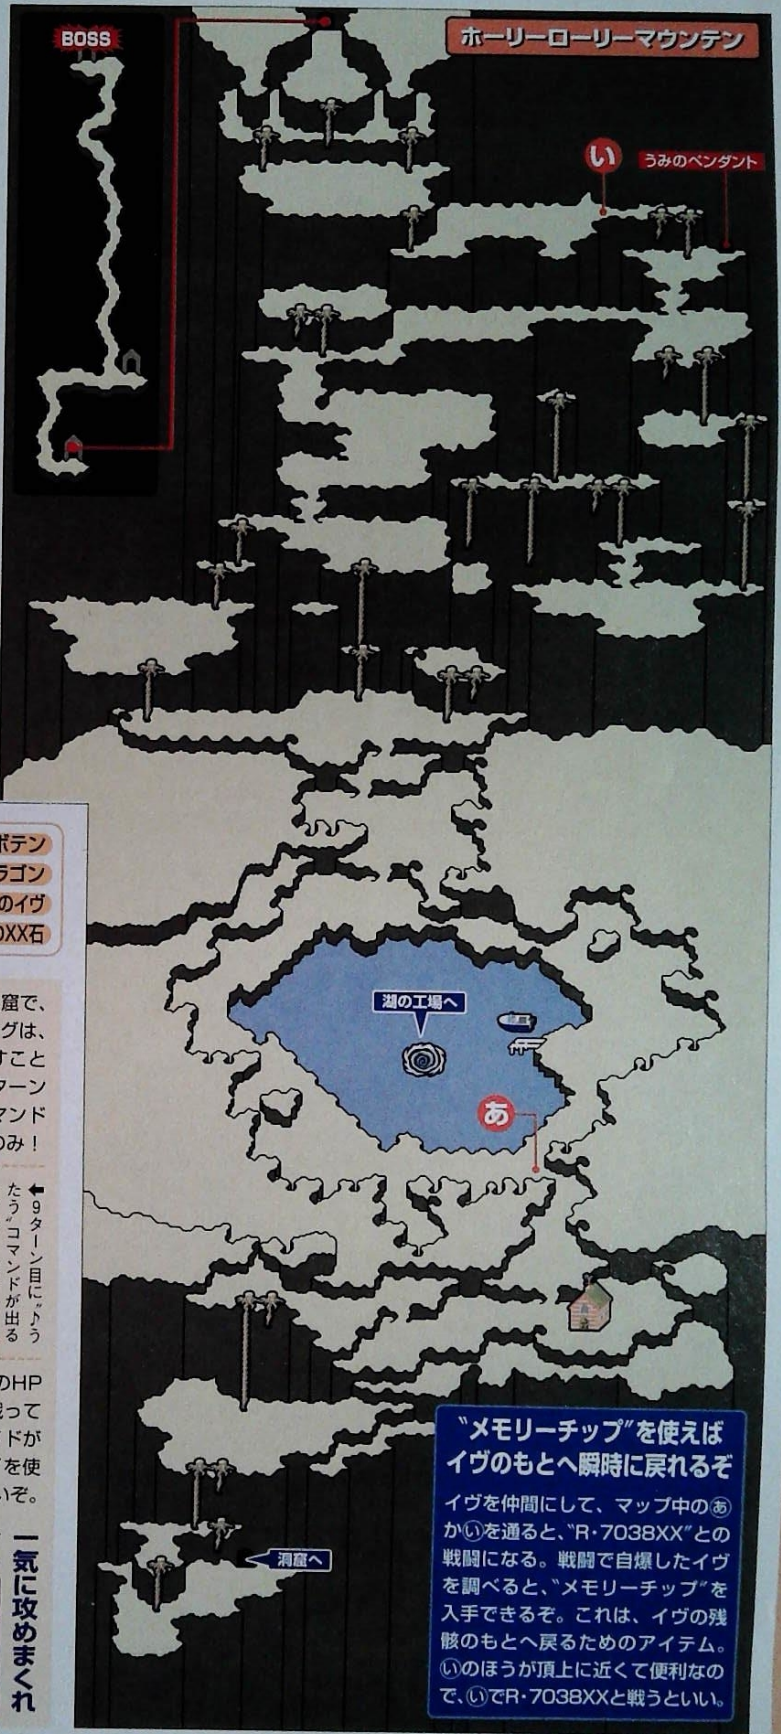 BOSS
ホーリーローリーマウンテン
い
うみのペンダント
ボテン
ラゴン
のイヴ
0XX石
窟で、
グは、
すこと
ターン
マンド
のみ！
⬅9ターン目に“♪う
たう”コマンドが出る
のHP
戦って
ドが
を使
いぞ。
一気に攻めまくれ
湖の工場へ
あ
洞窟へ
“メモリーチップ”を使えば
イヴのもとへ瞬時に戻れるぞ
イヴを仲間にして、マップ中のあ
かいを通ると、“R・7038XX”との
戦闘になる。戦闘で自爆したイヴ
を調べると、“メモリーチップ”を
入手できるぞ。これは、イヴの残
骸のもとへ戻るためのアイテム。
いのほうが頂上に近くて便利なの
で、いでR・7038XXと戦うといい。